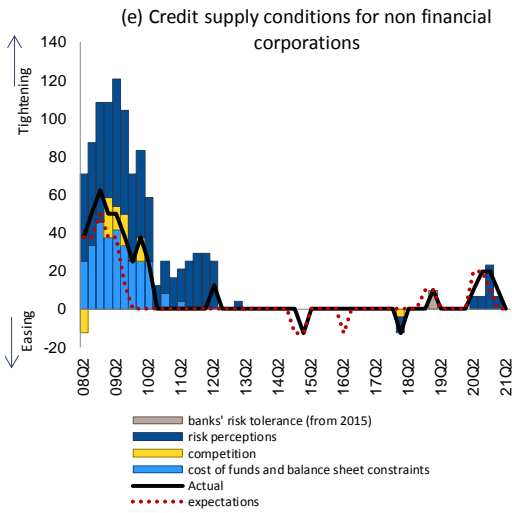 (e) Credit supply conditions for non financial
corporations
Tightening
Easing
140
120
100
80
60
40
20
0
-20
08Q2
09Q2
10Q2
11Q2
12Q2
13Q2
14Q2
15Q2
16Q2
17Q2
18Q2
19Q2
20Q2
21Q2
banks' risk tolerance (from 2015)
risk perceptions
competition
cost of funds and balance sheet constraints
Actual
expectations